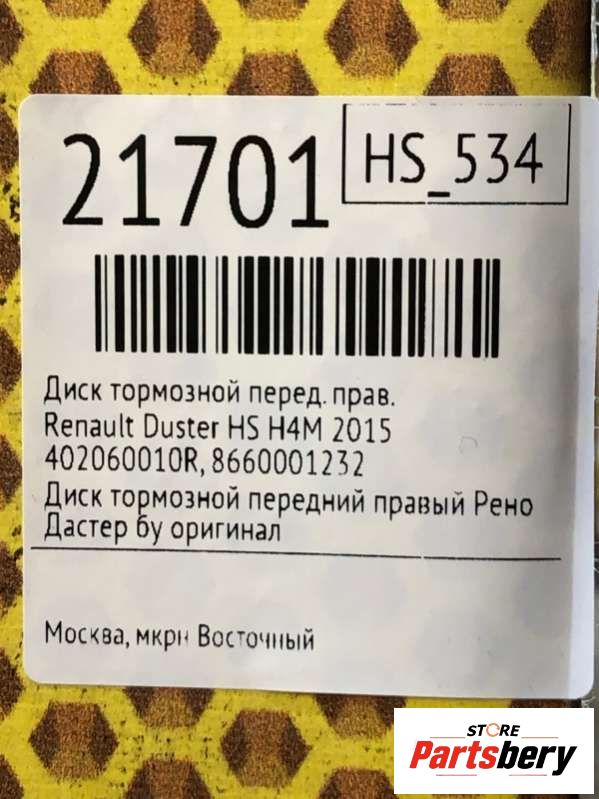 21701
HS_534
Диск тормозной перед. прав.
Renault Duster HS H4M 2015
402060010R, 8660001232
Диск тормозной передний правый Рено
Дастер бу оригинал
Москва, мкрн Восточный
STORE
Partsbery